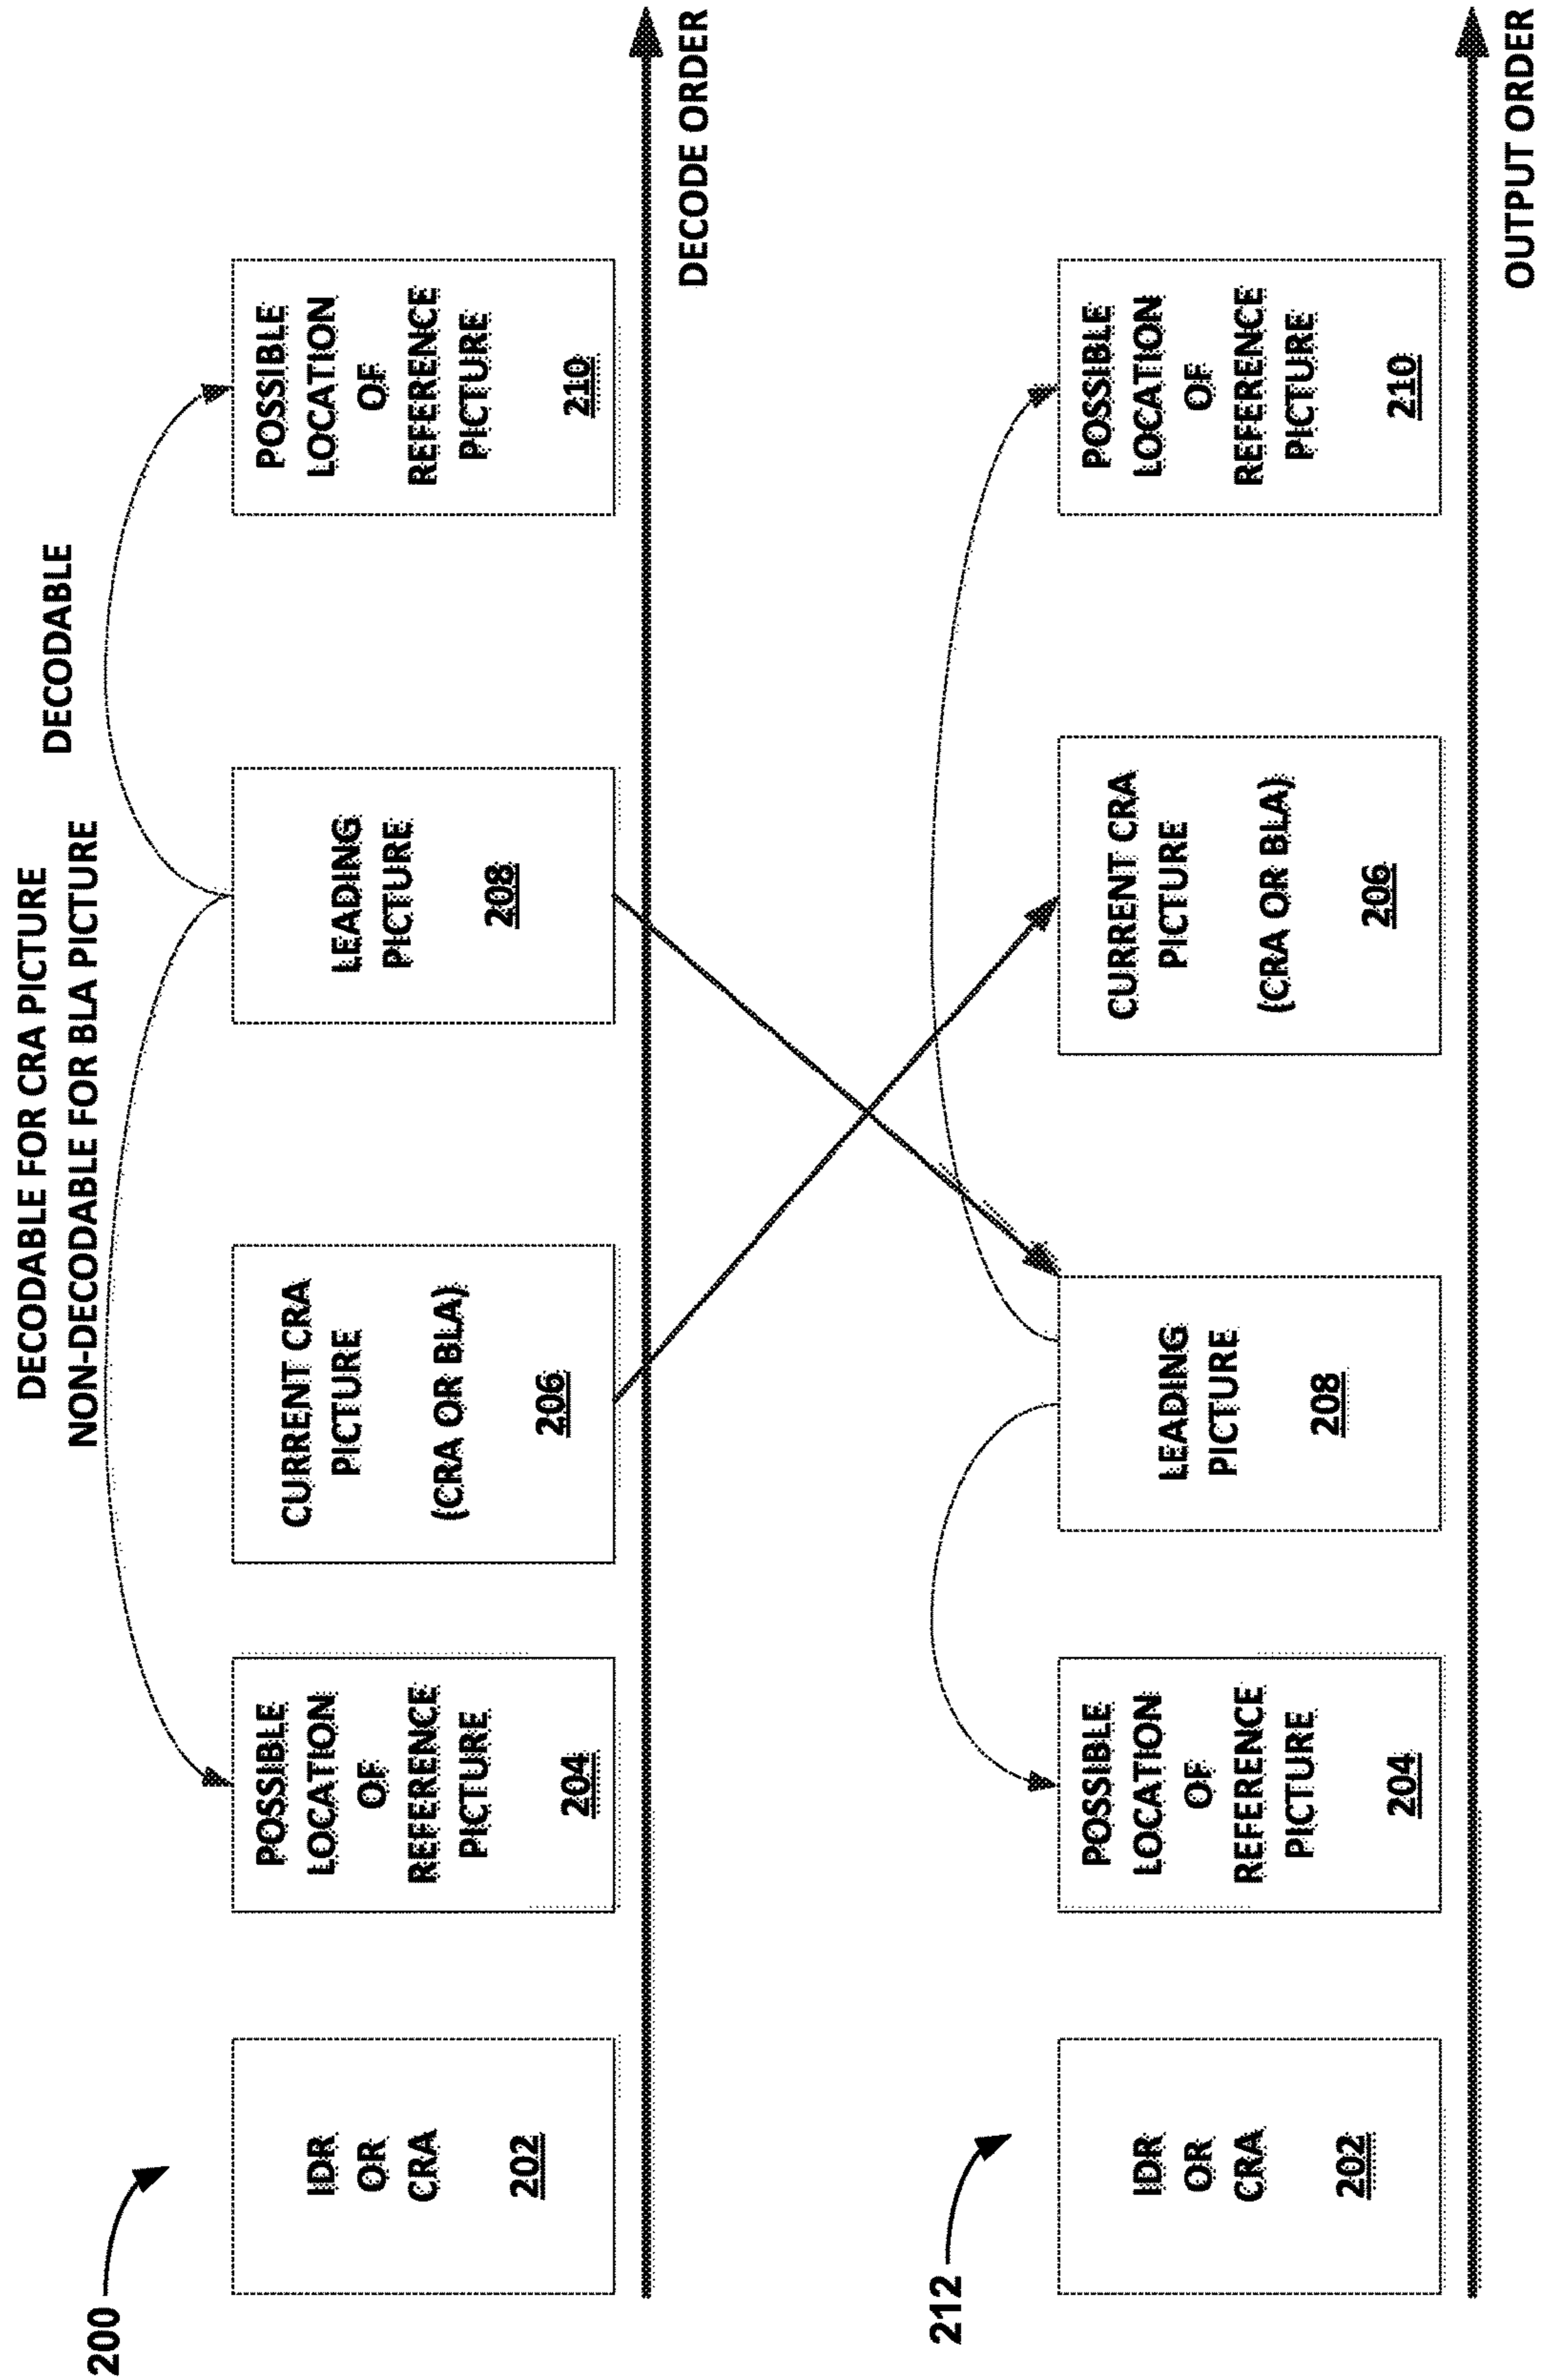 DECODABLE FOR CRA PICTURE
NON-DECODABLE FOR BLA PICTURE
DECODABLE
200
IDR
OR
CRA
202
POSSIBLE
LOCATION
OF
REFERENCE
PICTURE
204
CURRENT CRA
PICTURE
(CRA OR BLA)
206
LEADING
PICTURE
208
POSSIBLE
LOCATION
OF
REFERENCE
PICTURE
210
DECODE ORDER
212
IDR
OR
CRA
202
POSSIBLE
LOCATION
OF
REFERENCE
PICTURE
204
LEADING
PICTURE
208
CURRENT CRA
PICTURE
(CRA OR BLA)
206
POSSIBLE
LOCATION
OF
REFERENCE
PICTURE
210
OUTPUT ORDER